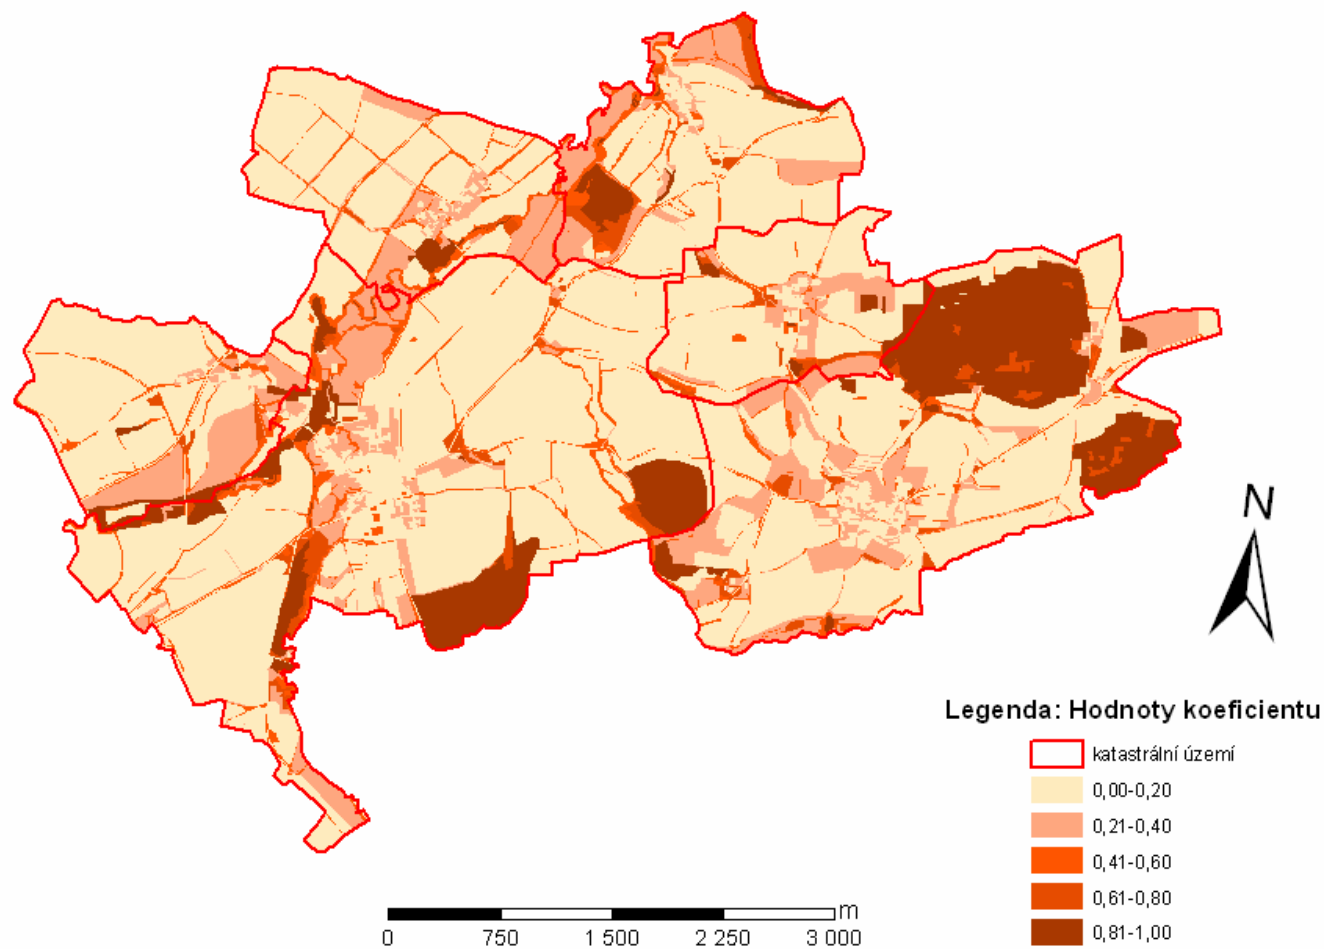 N
Legenda: Hodnoty koeficientu
katastrální území
0,00-0,20
0,21-0,40
0,41-0,60
0,61-0,80
0,81-1,00
m
0 750 1 500 2 250 3 000